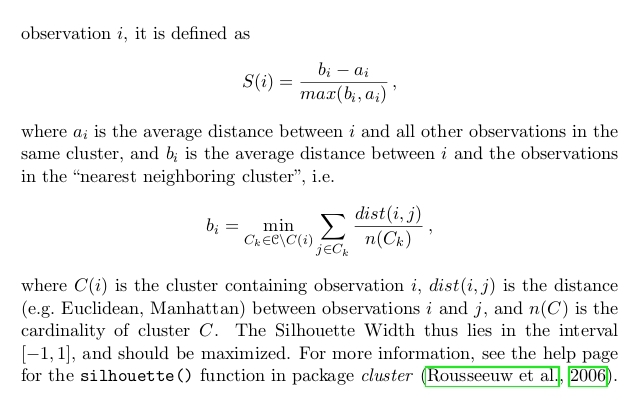 observation i, it is defined as
S(i) = \frac{b_i - a_i}{max(b_i, a_i)} ,
where a_i is the average distance between i and all other observations in the
same cluster, and b_i is the average distance between i and the observations
in the “nearest neighboring cluster”, i.e.
b_i = \min_{C_k \in \mathcal{C} \setminus C(i)} \sum_{j \in C_k} \frac{dist(i, j)}{n(C_k)} ,
where C(i) is the cluster containing observation i, dist(i, j) is the distance
(e.g. Euclidean, Manhattan) between observations i and j, and n(C) is the
cardinality of cluster C. The Silhouette Width thus lies in the interval
[−1, 1], and should be maximized. For more information, see the help page
for the silhouette() function in package cluster (Rousseeuw et al., 2006).